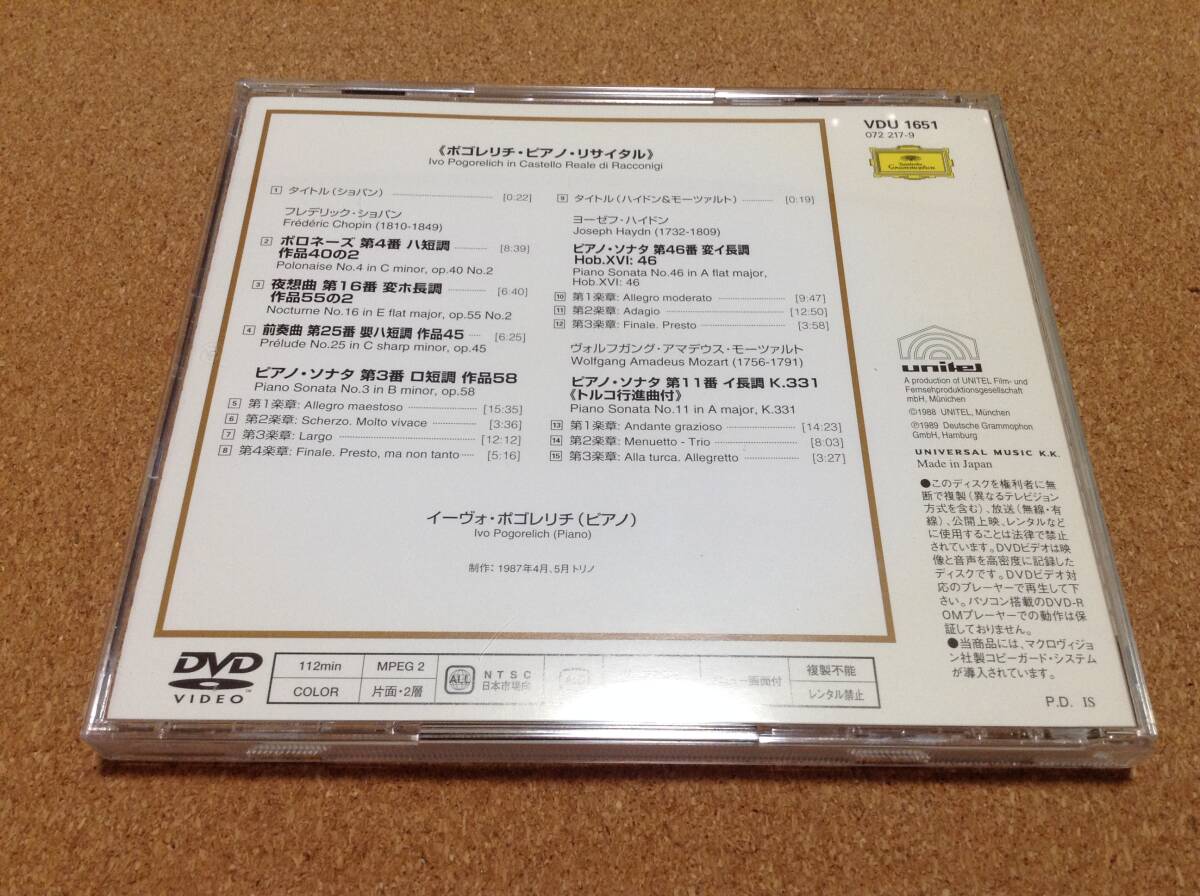 《ポゴレリチ・ピアノ・リサイタル》
Ivo Pogorelich in Castello Reale di Racconigi
1 タイトル(ショパン) [0:22]
フレデリック・ショパン
Frédéric Chopin (1810-1849)
2 ポロネーズ 第4番 ハ短調 [8:39]
作品40の2
Polonaise No.4 in C minor, op.40 No.2
3 夜想曲 第16番 変ホ長調 [6:40]
作品55の2
Nocturne No.16 in E flat major, op.55 No.2
4 前奏曲 第25番 嬰ハ短調 作品45 [6:25]
Prélude No.25 in C sharp minor, op.45
ピアノ・ソナタ 第3番 ロ短調 作品58
Piano Sonata No.3 in B minor, op.58
5 第1楽章: Allegro maestoso [15:35]
6 第2楽章: Scherzo. Molto vivace [3:36]
7 第3楽章: Largo [12:12]
8 第4楽章: Finale. Presto, ma non tanto [5:16]
9 タイトル(ハイドン&モーツァルト) [0:19]
ヨーゼフ・ハイドン
Joseph Haydn (1732-1809)
ピアノ・ソナタ 第46番 変イ長調
Hob.XVI: 46
Piano Sonata No.46 in A flat major,
Hob.XVI: 46
10 第1楽章: Allegro moderato [9:47]
11 第2楽章: Adagio [12:50]
12 第3楽章: Finale. Presto [3:58]
ヴォルフガング・アマデウス・モーツァルト
Wolfgang Amadeus Mozart (1756-1791)
ピアノ・ソナタ 第11番 イ長調 K.331
《トルコ行進曲付》
Piano Sonata No.11 in A major, K.331
13 第1楽章: Andante grazioso [14:23]
14 第2楽章: Menuetto - Trio [8:03]
15 第3楽章: Alla turca. Allegretto [3:27]
イーヴォ・ポゴレリチ(ピアノ)
Ivo Pogorelich (Piano)
制作:1987年4月、5月トリノ
VDU 1651
072 217-9
Deutsche
Grammophon
unitel
A production of UNITEL Film- und
Fernsehproduktionsgesellschaft
mbH, München
©1988 UNITEL, München
℗1989 Deutsche Grammophon
GmbH, Hamburg
UNIVERSAL MUSIC K.K.
Made in Japan
●このディスクを権利者に無
断で複製(異なるテレビジョン
方式を含む)、放送(無線・有
線)、公開上映、レンタルなど
に使用することは法律で禁止
されています。DVDビデオは映
像と音声を高密度に記録した
ディスクです。DVDビデオ対
応のプレーヤーで再生して下
さい。パソコン搭載のDVD-R
OMプレーヤーでの動作は保
証しておりません。
●当商品には、マクロヴィジョ
ン社製コピーガード・システム
が導入されています。
P.D. IS
DVD
VIDEO
112min
MPEG 2
COLOR
片面・2層
ALL
NTSC
日本市場向
画面付
複製不能
レンタル禁止